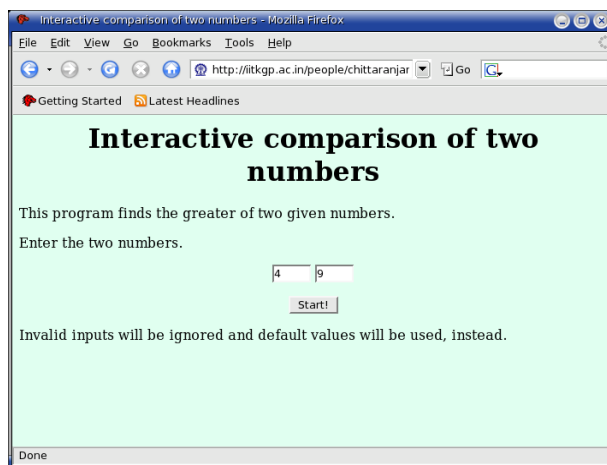 Interactive comparison of two numbers - Mozilla Firefox
File Edit View Go Bookmarks Tools Help
http://iitkgp.ac.in/people/chittaranjar Go
Getting Started Latest Headlines
Interactive comparison of two
numbers
This program finds the greater of two given numbers.
Enter the two numbers.
4 9
Start!
Invalid inputs will be ignored and default values will be used, instead.
Done